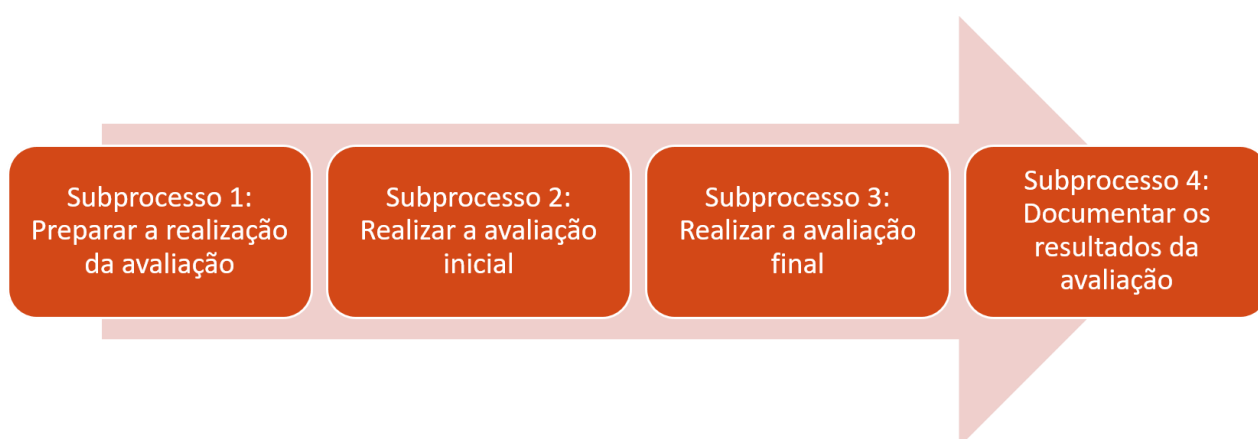 Subprocesso 1:
Preparar a realização
da avaliação
Subprocesso 2:
Realizar a avaliação
inicial
Subprocesso 3:
Realizar a avaliação
final
Subprocesso 4:
Documentar os
resultados da
avaliação